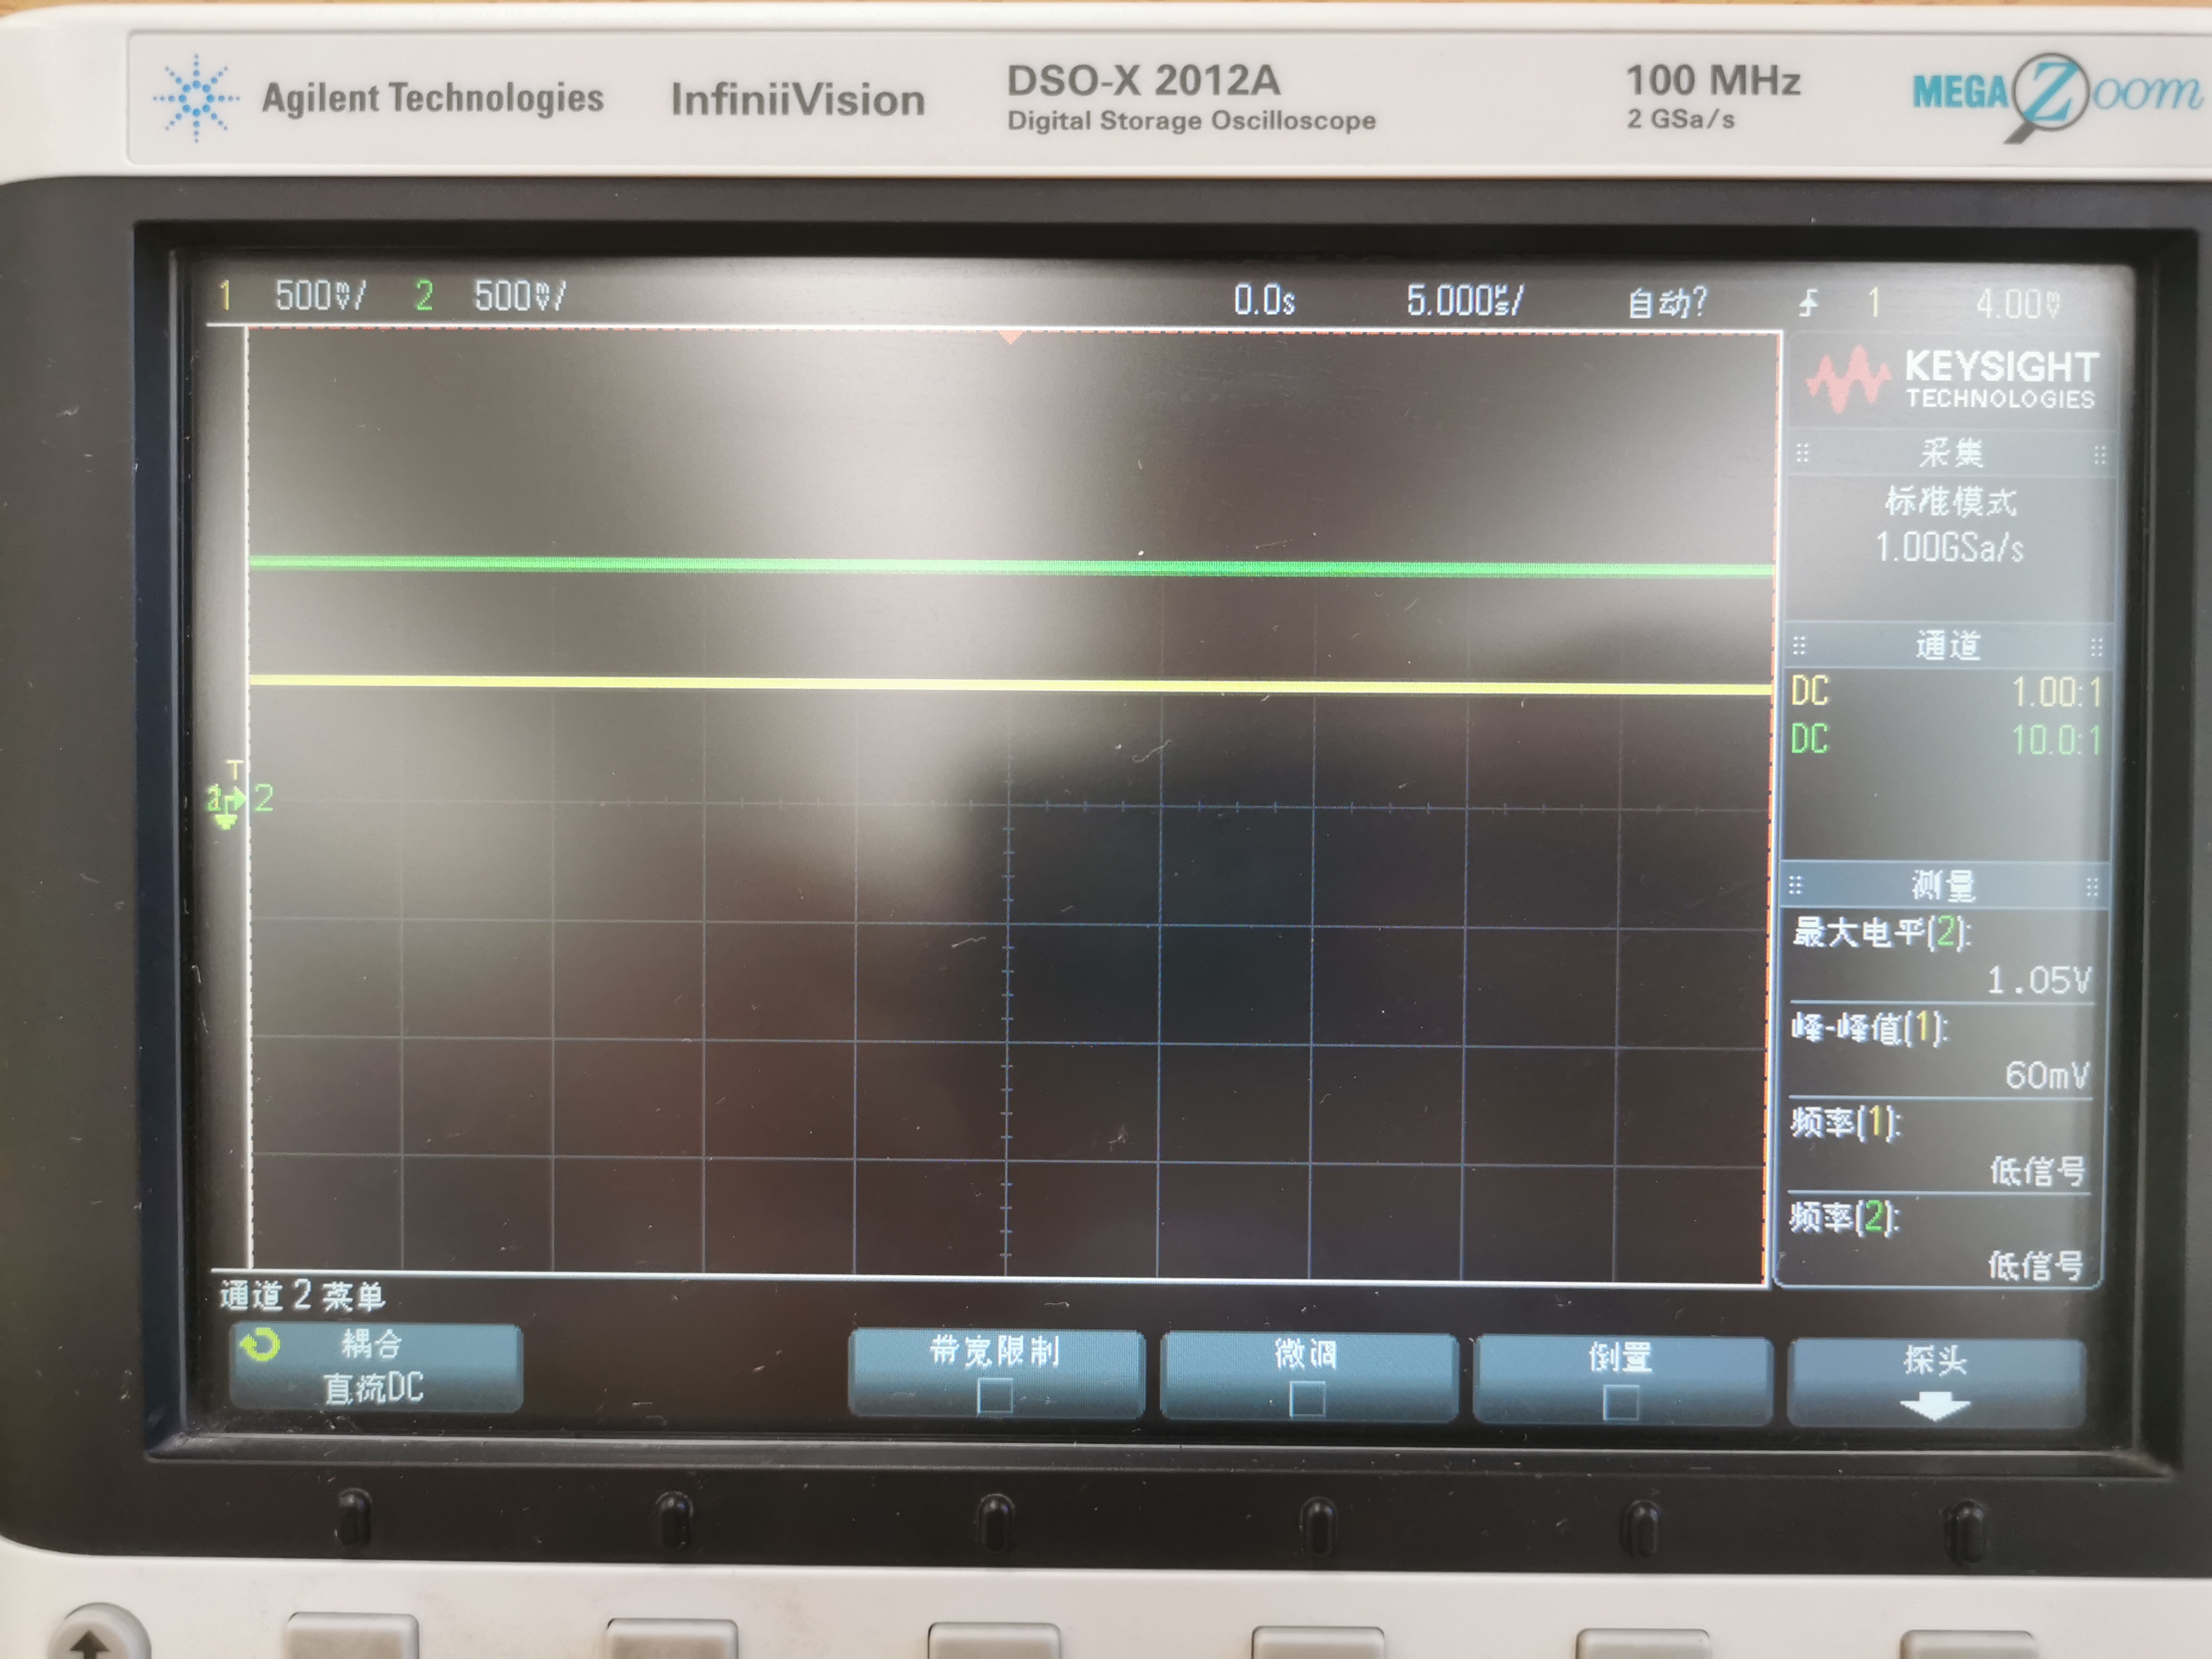 Agilent Technologies InfiniiVision DSO-X 2012A 100 MHz MEGA Zoom
Digital Storage Oscilloscope 2 GSa/s
1 500mV/ 2 500mV/ 0.0s 5.000us/ 自动? 1 4.00mV
KEYSIGHT
TECHNOLOGIES
采集
标准模式
1.00GSa/s
通道
DC 1.00:1
DC 10.0:1
T
2
测量
最大电平(2):
1.05V
峰-峰值(1):
60mV
频率(1):
低信号
频率(2):
低信号
通道 2 菜单
耦合
直流DC
带宽限制
微调
倒置
探头